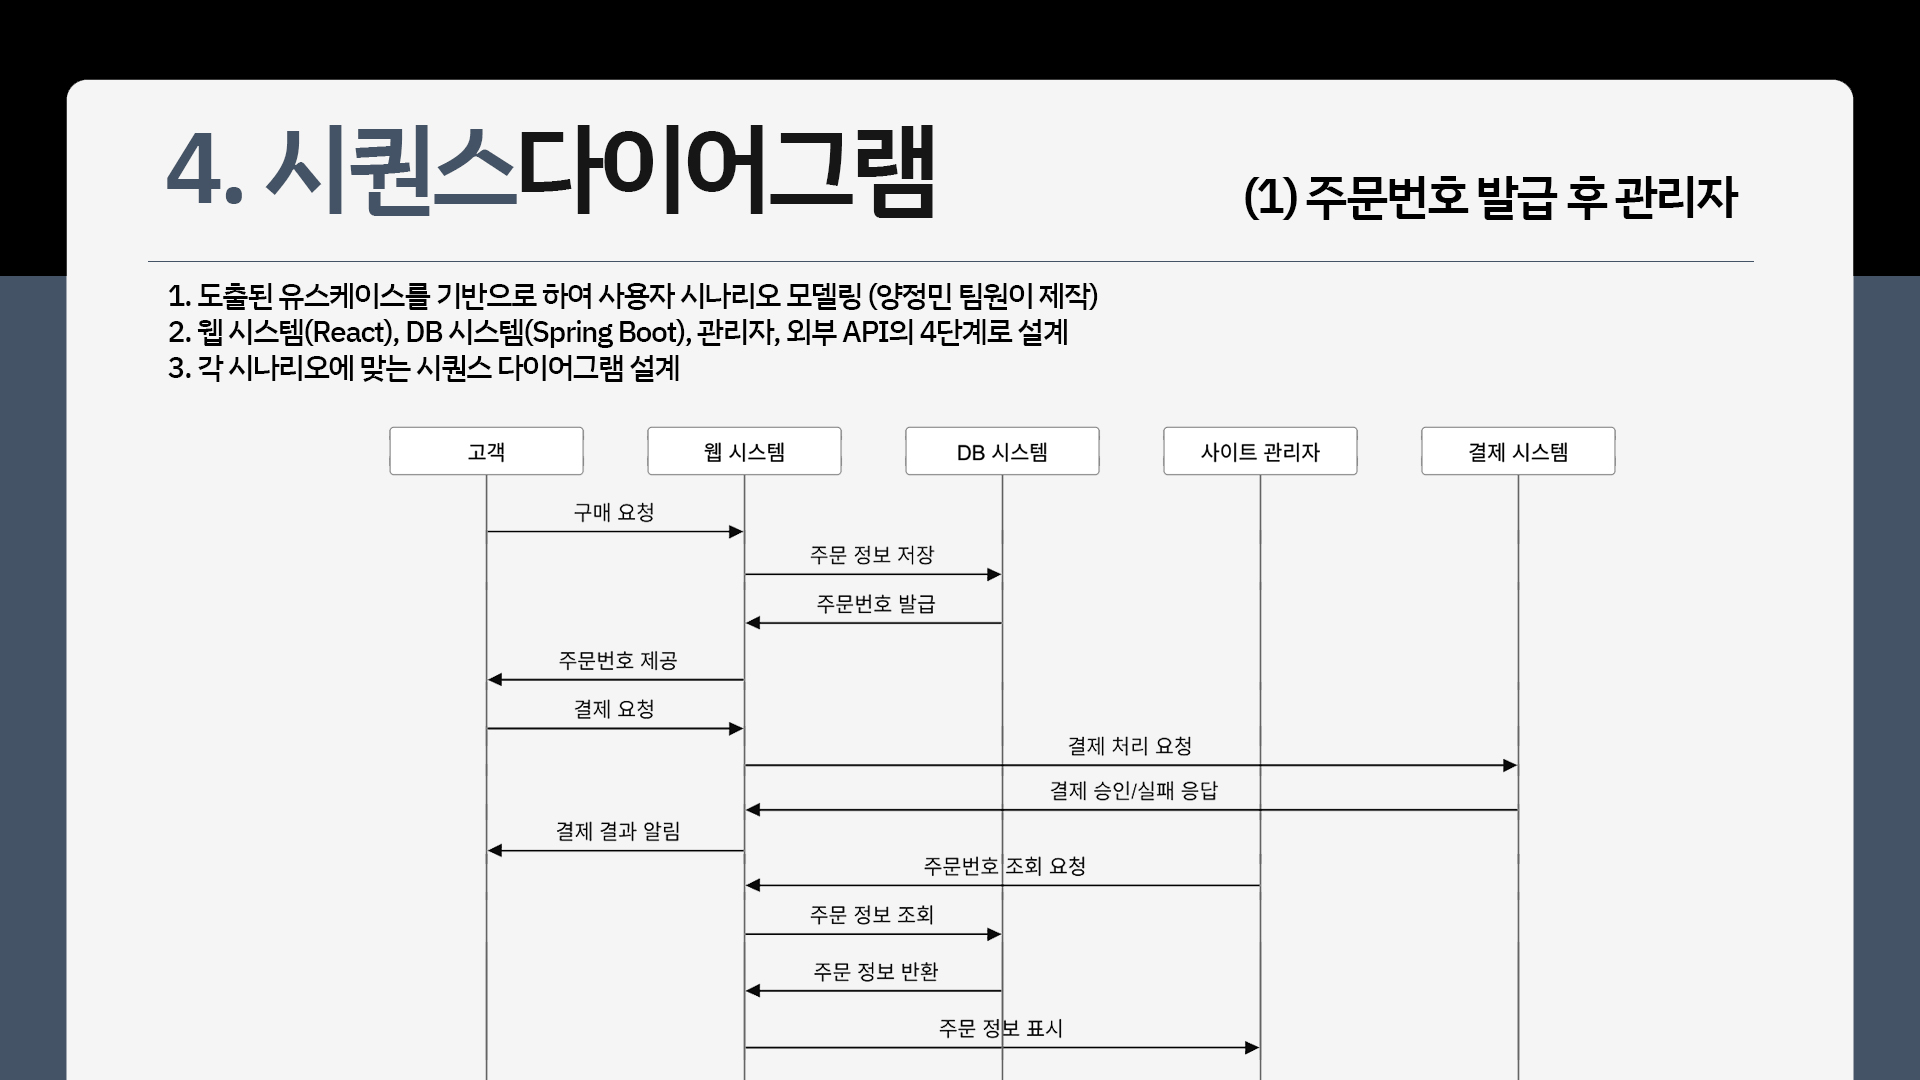 4. 시퀀스다이어그램
(1) 주문번호 발급 후 관리자
1. 도출된 유스케이스를 기반으로 하여 사용자 시나리오 모델링 (양정민 팀원이 제작)
2. 웹 시스템(React), DB 시스템(Spring Boot), 관리자, 외부 API의 4단계로 설계
3. 각 시나리오에 맞는 시퀀스 다이어그램 설계
고객
웹 시스템
DB 시스템
사이트 관리자
결제 시스템
구매 요청
주문 정보 저장
주문번호 발급
주문번호 제공
결제 요청
결제 처리 요청
결제 승인/실패 응답
결제 결과 알림
주문번호 조회 요청
주문 정보 조회
주문 정보 반환
주문 정보 표시